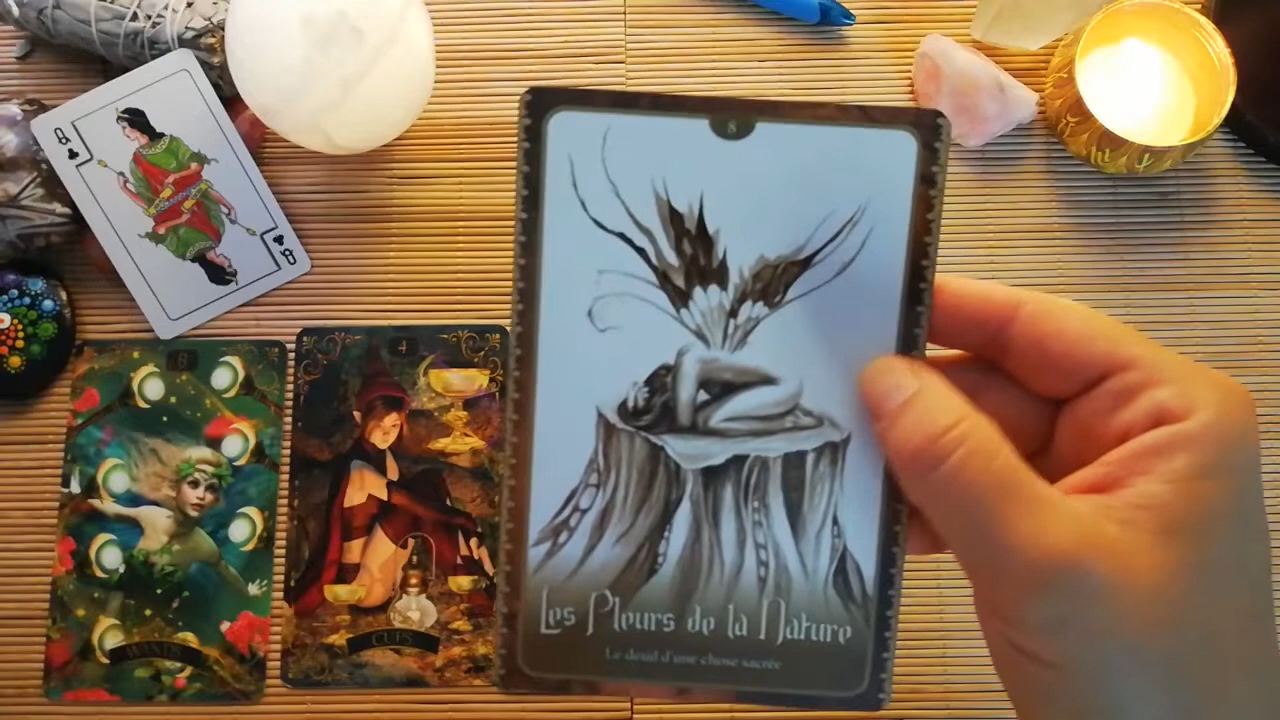 Q
Q
8
WANDS
4
CUPS
8
Les Pleurs de la Nature
Le deuil d'une chose sacrée